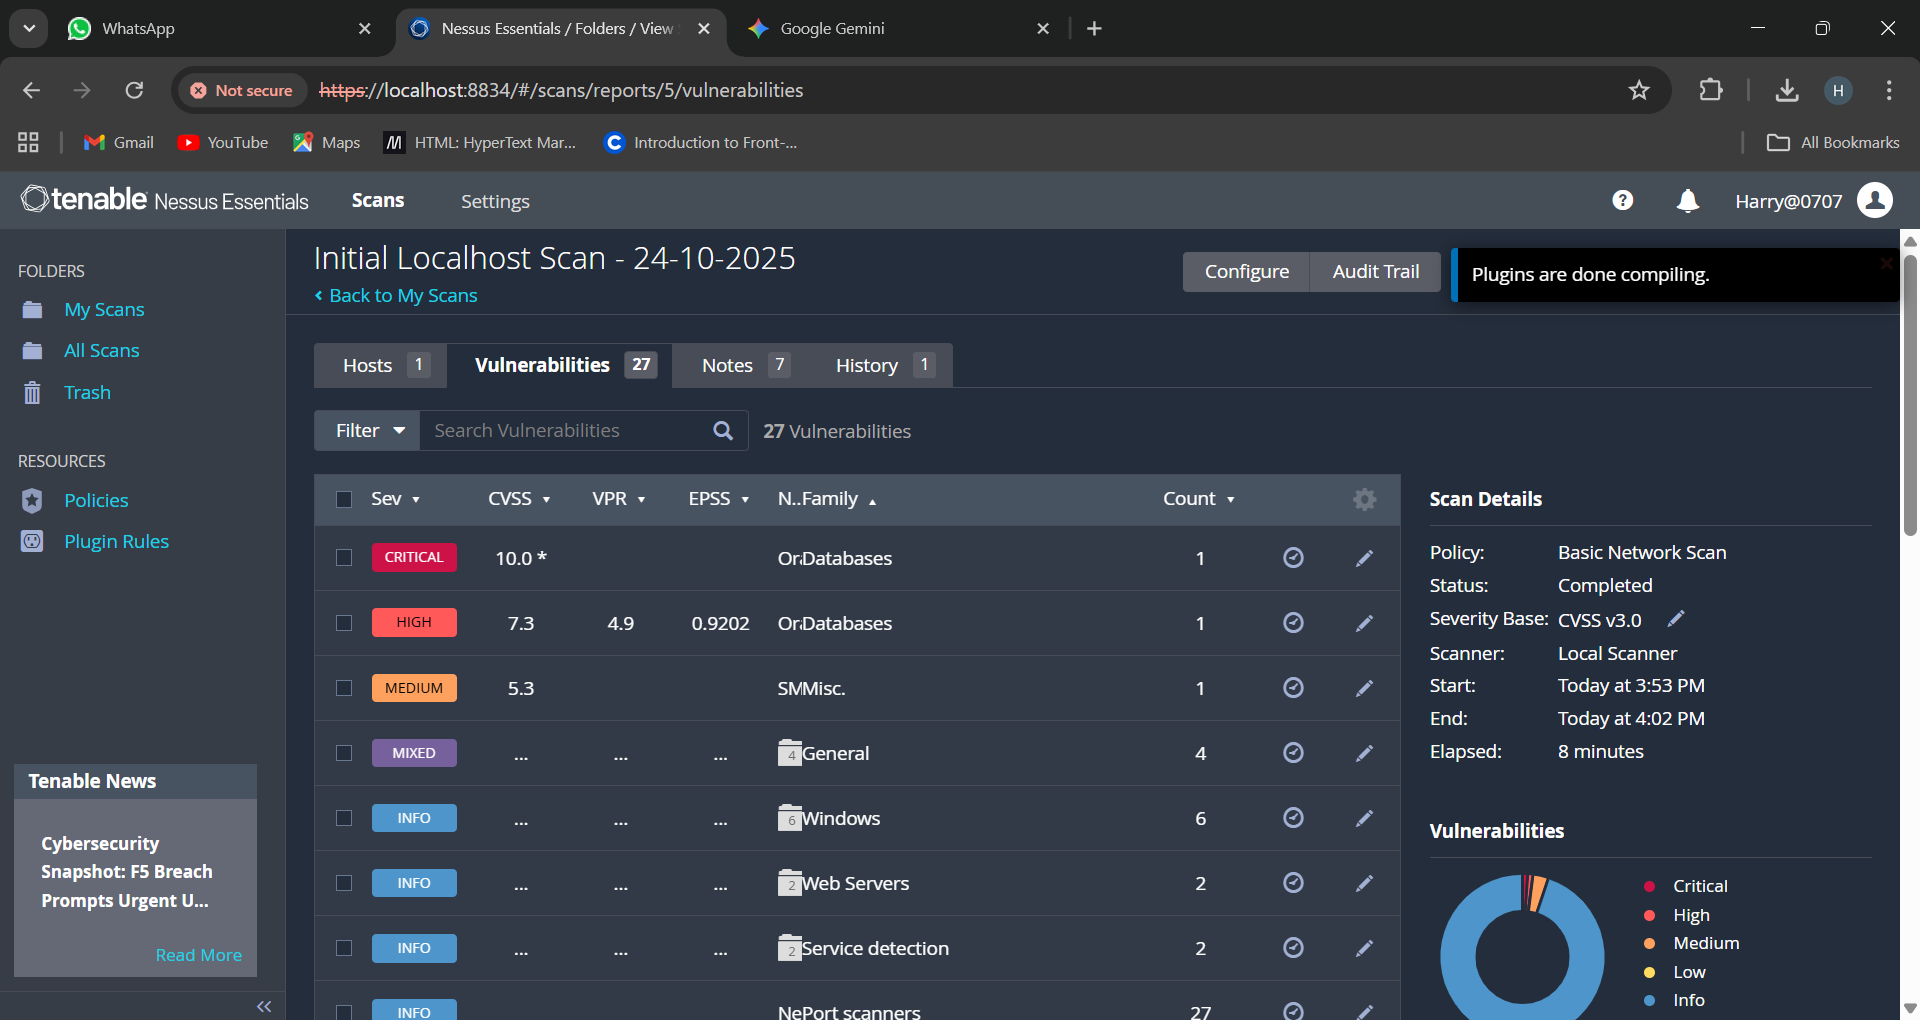 WhatsApp
Nessus Essentials / Folders / View
Google Gemini
Not secure
https://localhost:8834/#/scans/reports/5/vulnerabilities
H
Gmail
YouTube
Maps
HTML: HyperText Mar...
Introduction to Front-...
All Bookmarks
tenable Nessus Essentials
Scans
Settings
Harry@0707
FOLDERS
My Scans
All Scans
Trash
RESOURCES
Policies
Plugin Rules
Tenable News
Cybersecurity
Snapshot: F5 Breach
Prompts Urgent U...
Read More
Initial Localhost Scan - 24-10-2025
Back to My Scans
Configure
Audit Trail
Plugins are done compiling.
Hosts 1
Vulnerabilities 27
Notes 7
History 1
Filter
Search Vulnerabilities
27 Vulnerabilities
Sev CVSS VPR EPSS N.. Family Count
CRITICAL 10.0 * Or Databases 1
HIGH 7.3 4.9 0.9202 Or Databases 1
MEDIUM 5.3 SM Misc. 1
MIXED ... ... ... 4 General 4
INFO ... ... ... 6 Windows 6
INFO ... ... ... 2 Web Servers 2
INFO ... ... ... 2 Service detection 2
INFO Ne Port scanners 27
Scan Details
Policy: Basic Network Scan
Status: Completed
Severity Base: CVSS v3.0
Scanner: Local Scanner
Start: Today at 3:53 PM
End: Today at 4:02 PM
Elapsed: 8 minutes
Vulnerabilities
Critical
High
Medium
Low
Info